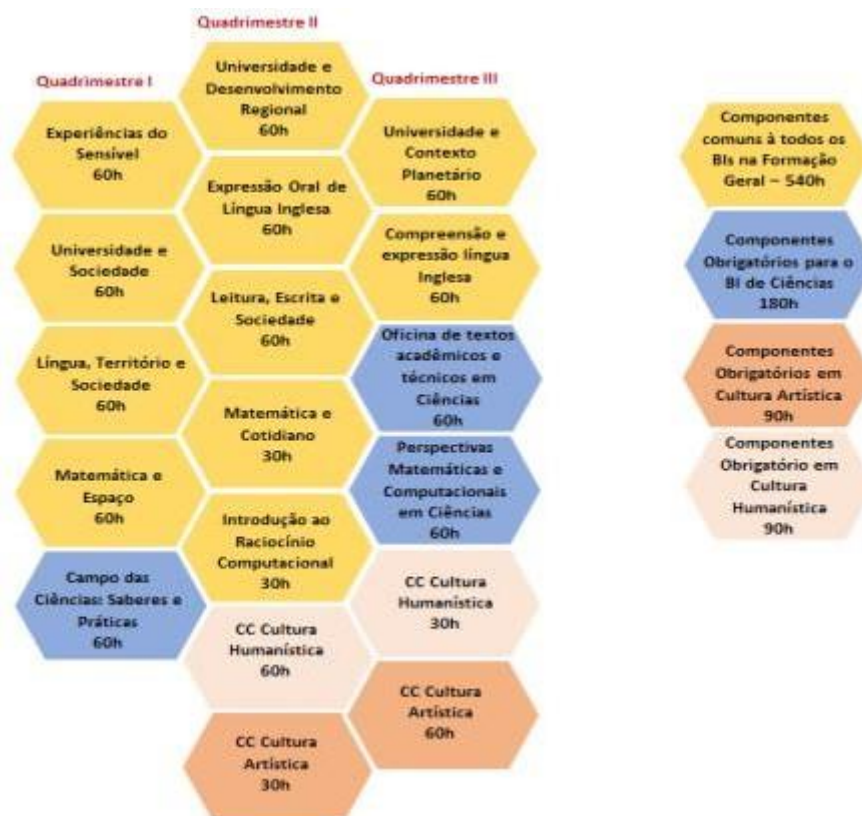 Quadrimestre I
Experiências do
Sensível
60h
Universidade e
Sociedade
60h
Língua, Território e
Sociedade
60h
Matemática e
Espaço
60h
Campo das
Ciências: Saberes e
Práticas
60h
Quadrimestre II
Universidade e
Desenvolvimento
Regional
60h
Expressão Oral de
Língua Inglesa
60h
Leitura, Escrita e
Sociedade
60h
Matemática e
Cotidiano
30h
Introdução ao
Raciocínio
Computacional
30h
CC Cultura
Humanística
60h
CC Cultura
Artística
30h
Quadrimestre III
Universidade e
Contexto
Planetário
60h
Compreensão e
expressão língua
Inglesa
60h
Oficina de textos
acadêmicos e
técnicos em
Ciências
60h
Perspectivas
Matemáticas e
Computacionais
em Ciências
60h
CC Cultura
Humanística
30h
CC Cultura
Artística
60h
Componentes
comuns à todos os
BIs na Formação
Geral – 540h
Componentes
Obrigatórios para o
BI de Ciências
180h
Componentes
Obrigatórios em
Cultura Artística
90h
Componentes
Obrigatório em
Cultura
Humanística
90h